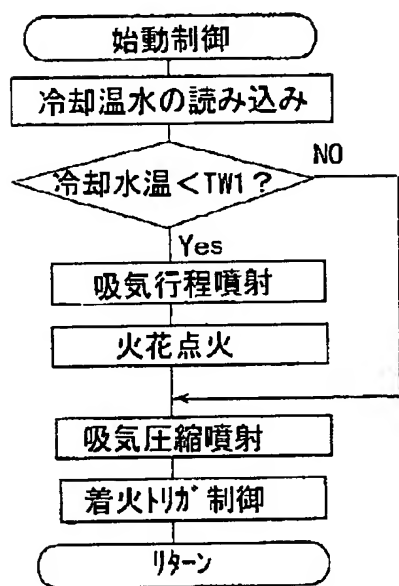 始動制御
冷却温水の読み込み
冷却水温<TW1?
NO
Yes
吸気行程噴射
火花点火
吸気圧縮噴射
着火ﾄﾘｶﾞ制御
ﾘﾀｰﾝ